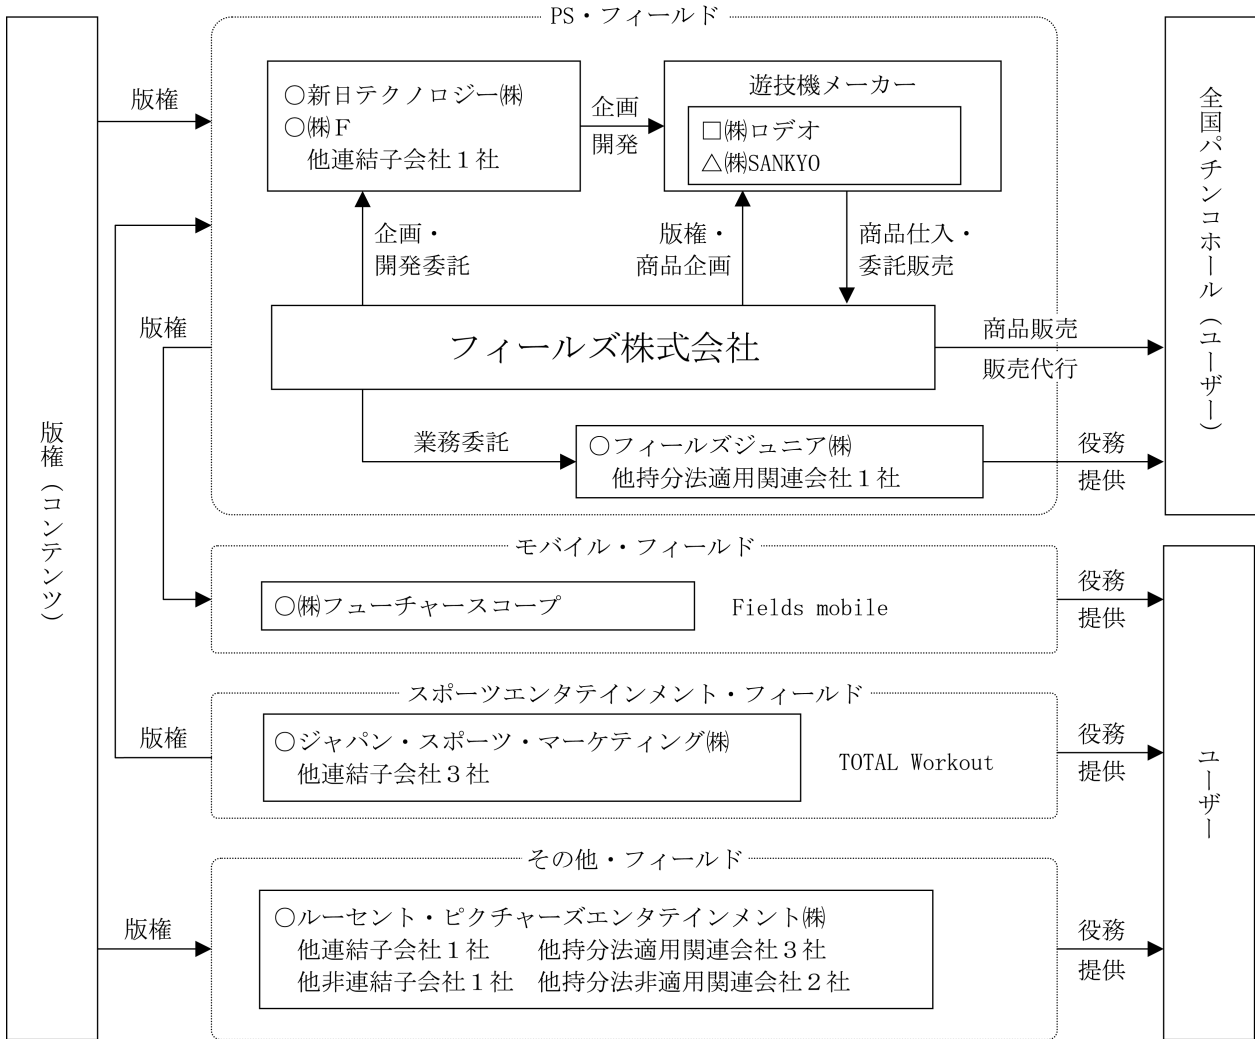 PS・フィールド
版権
○新日テクノロジー㈱
○㈱Ｆ
他連結子会社１社
企画
開発
遊技機メーカー
□㈱ロデオ
△㈱SANKYO
企画・
開発委託
版権・
商品企画
商品仕入・
委託販売
フィールズ株式会社
商品販売
販売代行
全国パチンコホール（ユーザー）
版権
業務委託
○フィールズジュニア㈱
他持分法適用関連会社１社
役務
提供
版権（コンテンツ）
モバイル・フィールド
○㈱フューチャースコープ
Fields mobile
役務
提供
スポーツエンタテインメント・フィールド
版権
○ジャパン・スポーツ・マーケティング㈱
他連結子会社３社
TOTAL Workout
役務
提供
ユーザー
その他・フィールド
版権
○ルーセント・ピクチャーズエンタテインメント㈱
他連結子会社１社　他持分法適用関連会社３社
他非連結子会社１社　他持分法非適用関連会社２社
役務
提供